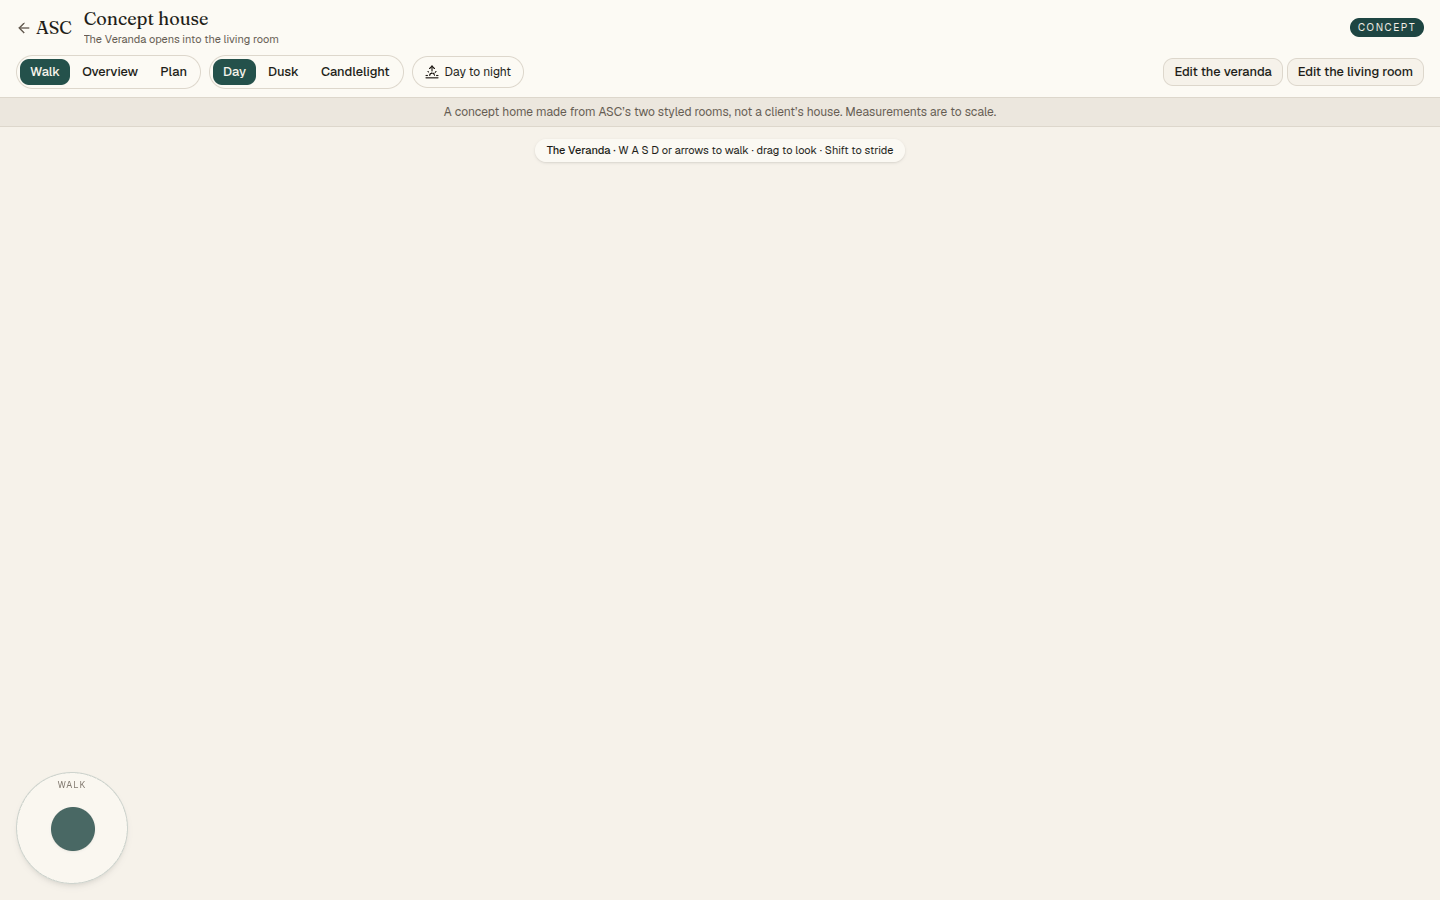 ASC
Concept house
The Veranda opens into the living room
CONCEPT
Walk
Overview
Plan
Day
Dusk
Candlelight
Day to night
Edit the veranda
Edit the living room
A concept home made from ASC's two styled rooms, not a client's house. Measurements are to scale.
The Veranda · W A S D or arrows to walk · drag to look · Shift to stride
WALK